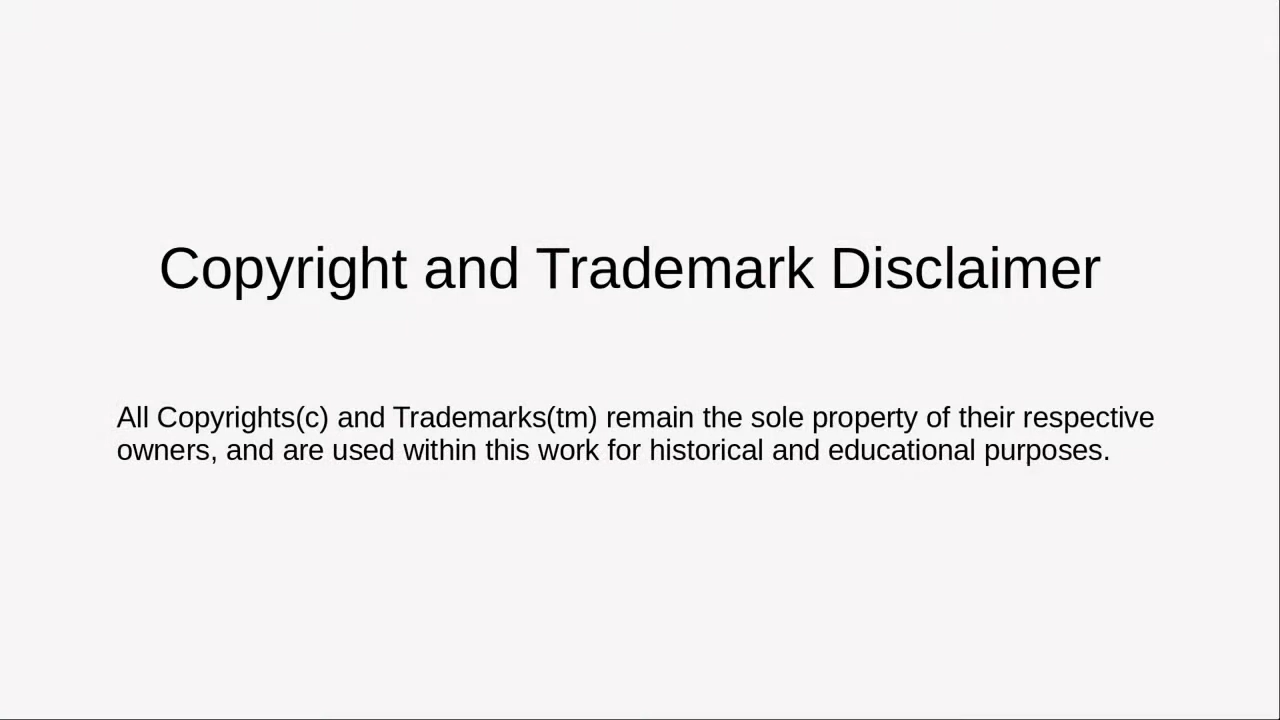 Copyright and Trademark Disclaimer
All Copyrights(c) and Trademarks(tm) remain the sole property of their respective
owners, and are used within this work for historical and educational purposes.